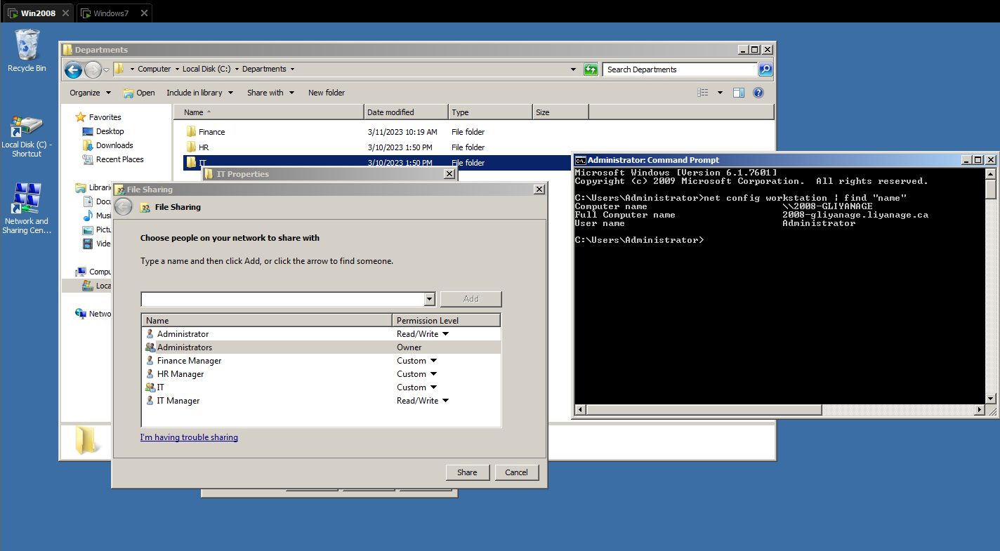 Win2008
Windows7
Recycle Bin
Local Disk (C) -
Shortcut
Network and
Sharing Cen...
Departments
Computer Local Disk (C:) Departments
Search Departments
Organize Open Include in library Share with New folder
Favorites
Desktop
Downloads
Recent Places
Librari
Docu
Music
Pictu
Vide
Compu
Loca
Netwo
Name Date modified Type Size
Finance 3/11/2023 10:19 AM File folder
HR 3/10/2023 1:50 PM File folder
IT 3/10/2023 1:50 PM File folder
IT Properties
File Sharing
File Sharing
Choose people on your network to share with
Type a name and then click Add, or click the arrow to find someone.
Add
Name Permission Level
Administrator Read/Write
Administrators Owner
Finance Manager Custom
HR Manager Custom
IT Custom
IT Manager Read/Write
I'm having trouble sharing
Share Cancel
Administrator: Command Prompt
Microsoft Windows [Version 6.1.7601]
Copyright (c) 2009 Microsoft Corporation. All rights reserved.
C:\Users\Administrator>net config workstation | find "name"
Computer name \\2008-GLIYANAGE
Full Computer name 2008-gliyanage.liyanage.ca
User name Administrator
C:\Users\Administrator>